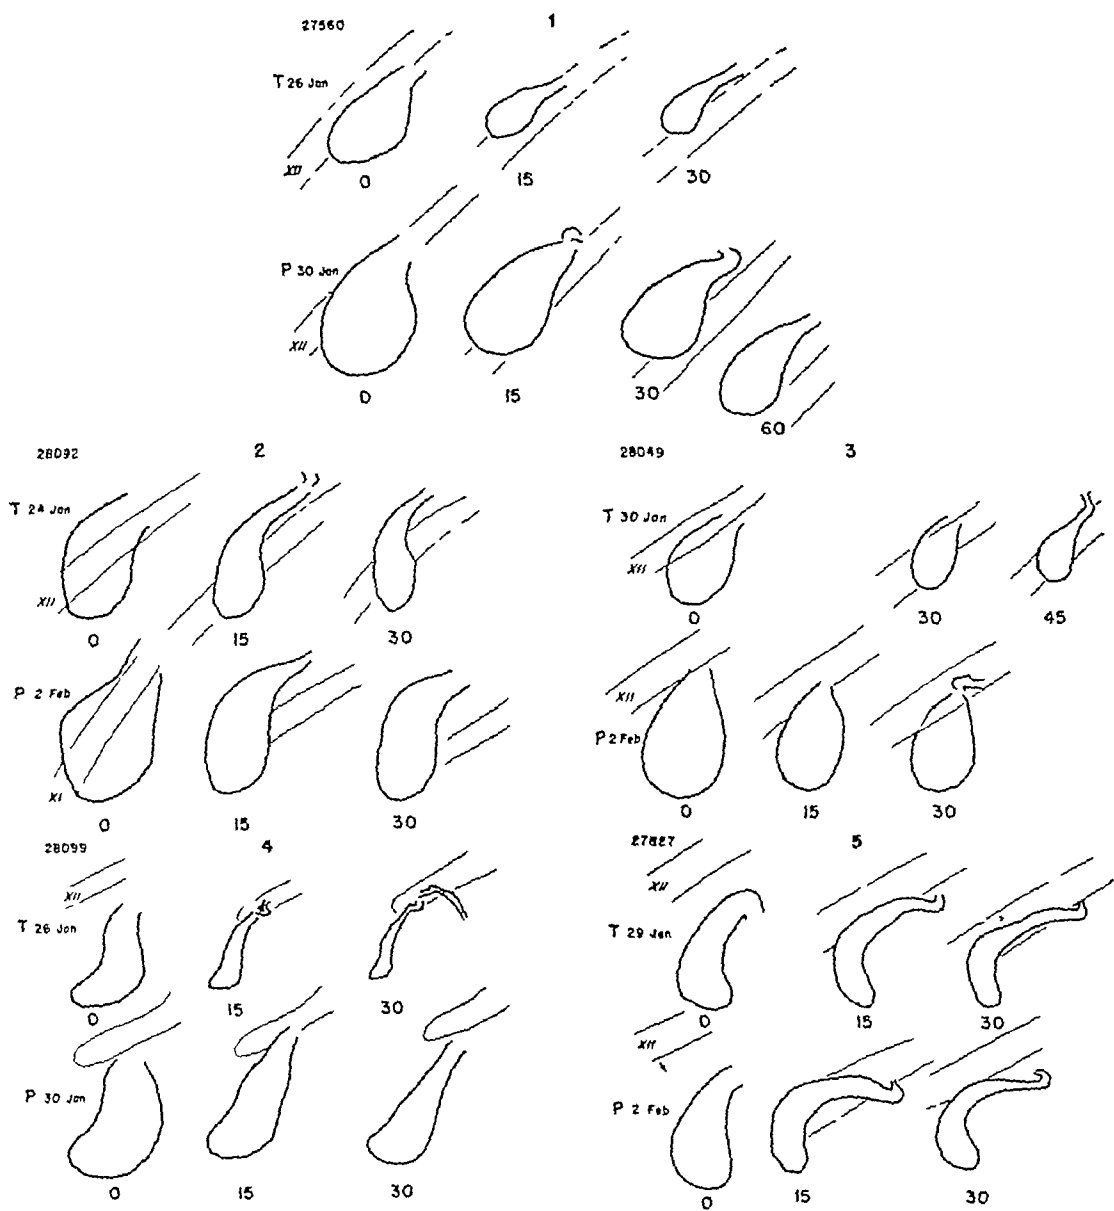 27560 1
T 26 Jan
XII
0 15 30
P 30 Jan
XII
0 15 30 60
28092 2
T 24 Jan
XII
0 15 30
P 2 Feb
XI
0 15 30
28049 3
T 30 Jan
XII
0 30 45
XII
P 2 Feb
0 15 30
28099 4
XII
T 26 Jan
0 15 30
P 30 Jan
0 15 30
27827 5
XII
T 29 Jan
0 15 30
XII
P 2 Feb
0 15 30